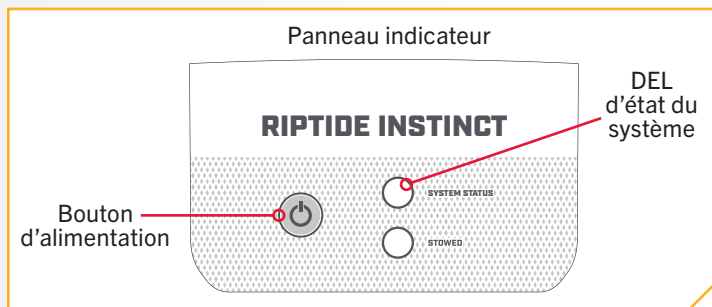 Panneau indicateur
DEL
d’état du
système
RIPTIDE INSTINCT
SYSTEM STATUS
Bouton
d’alimentation
STOWED